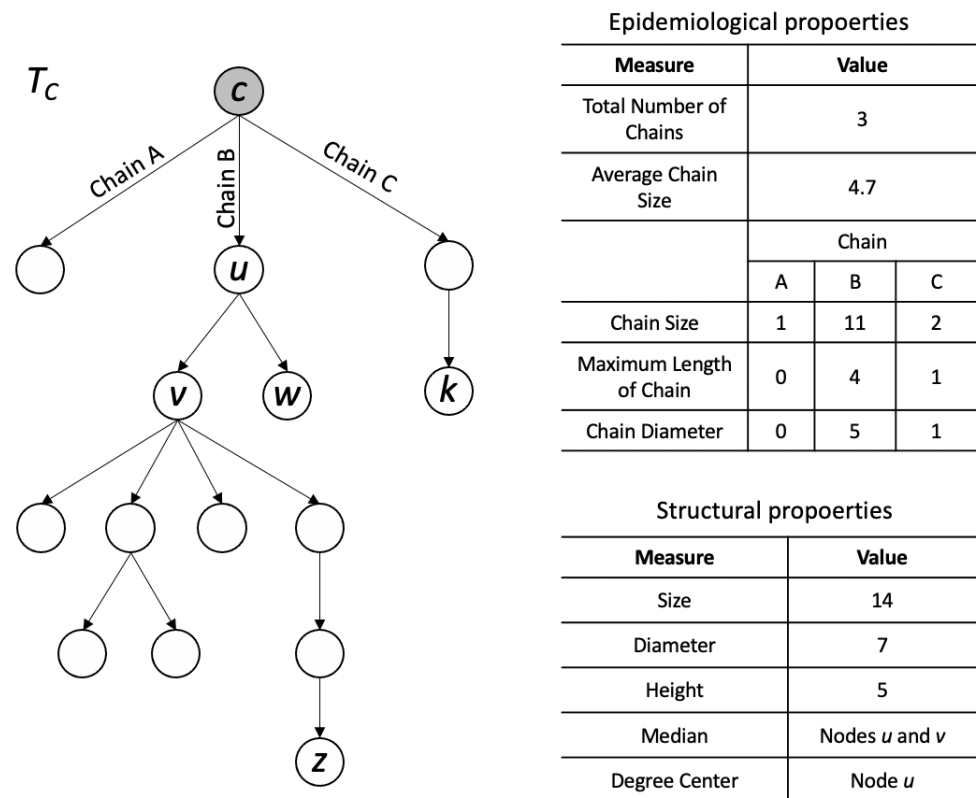 T_C
c
Chain A
Chain B
Chain C
u
v
w
k
z
Epidemiological propoerties
Measure Value
Total Number of
Chains
3
Average Chain
Size
4.7
Chain
A B C
Chain Size 1 11 2
Maximum Length
of Chain
0 4 1
Chain Diameter 0 5 1
Structural propoerties
Measure Value
Size 14
Diameter 7
Height 5
Median Nodes u and v
Degree Center Node u